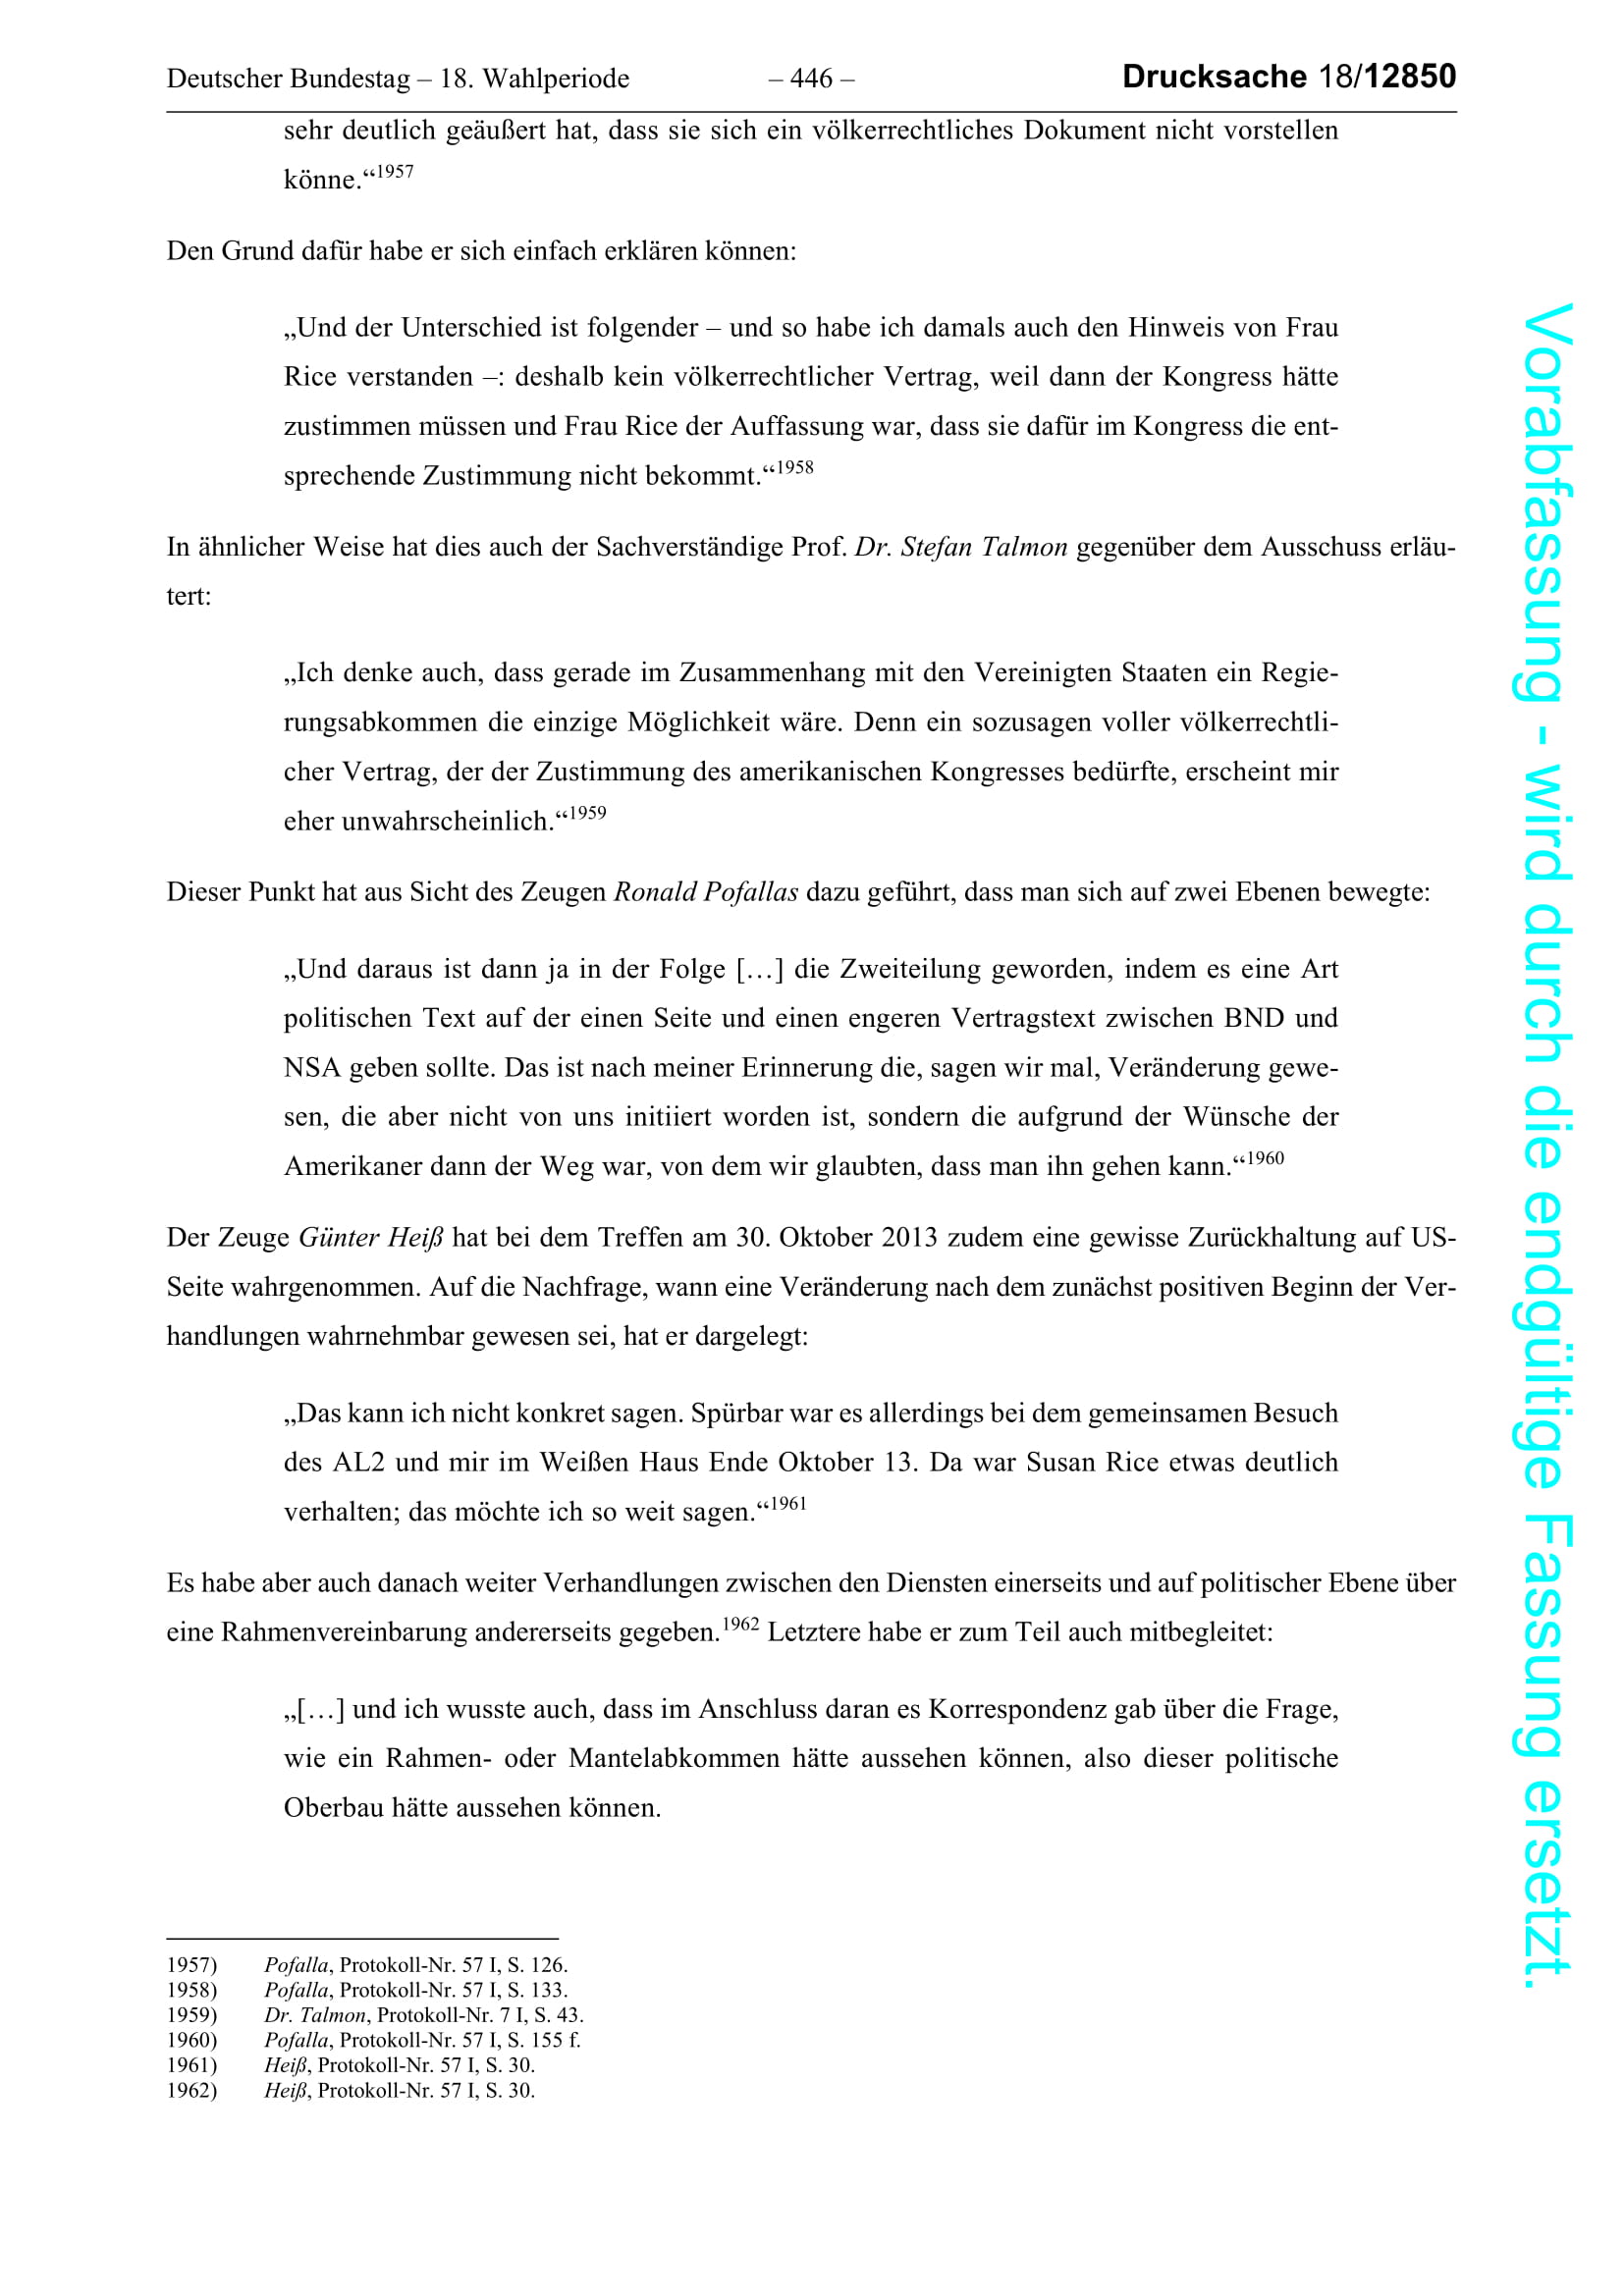 Deutscher Bundestag – 18. Wahlperiode – 446 – Drucksache 18/12850
sehr deutlich geäußert hat, dass sie sich ein völkerrechtliches Dokument nicht vorstellen
könne.“1957
Den Grund dafür habe er sich einfach erklären können:
„Und der Unterschied ist folgender – und so habe ich damals auch den Hinweis von Frau
Rice verstanden –: deshalb kein völkerrechtlicher Vertrag, weil dann der Kongress hätte
zustimmen müssen und Frau Rice der Auffassung war, dass sie dafür im Kongress die ent-
sprechende Zustimmung nicht bekommt.“1958
In ähnlicher Weise hat dies auch der Sachverständige Prof. Dr. Stefan Talmon gegenüber dem Ausschuss erläu-
tert:
„Ich denke auch, dass gerade im Zusammenhang mit den Vereinigten Staaten ein Regie-
rungsabkommen die einzige Möglichkeit wäre. Denn ein sozusagen voller völkerrechtli-
cher Vertrag, der der Zustimmung des amerikanischen Kongresses bedürfte, erscheint mir
eher unwahrscheinlich.“1959
Dieser Punkt hat aus Sicht des Zeugen Ronald Pofallas dazu geführt, dass man sich auf zwei Ebenen bewegte:
„Und daraus ist dann ja in der Folge […] die Zweiteilung geworden, indem es eine Art
politischen Text auf der einen Seite und einen engeren Vertragstext zwischen BND und
NSA geben sollte. Das ist nach meiner Erinnerung die, sagen wir mal, Veränderung gewe-
sen, die aber nicht von uns initiiert worden ist, sondern die aufgrund der Wünsche der
Amerikaner dann der Weg war, von dem wir glaubten, dass man ihn gehen kann.“1960
Der Zeuge Günter Heiß hat bei dem Treffen am 30. Oktober 2013 zudem eine gewisse Zurückhaltung auf US-
Seite wahrgenommen. Auf die Nachfrage, wann eine Veränderung nach dem zunächst positiven Beginn der Ver-
handlungen wahrnehmbar gewesen sei, hat er dargelegt:
„Das kann ich nicht konkret sagen. Spürbar war es allerdings bei dem gemeinsamen Besuch
des AL2 und mir im Weißen Haus Ende Oktober 13. Da war Susan Rice etwas deutlich
verhalten; das möchte ich so weit sagen.“1961
Es habe aber auch danach weiter Verhandlungen zwischen den Diensten einerseits und auf politischer Ebene über
eine Rahmenvereinbarung andererseits gegeben.1962 Letztere habe er zum Teil auch mitbegleitet:
„[…] und ich wusste auch, dass im Anschluss daran es Korrespondenz gab über die Frage,
wie ein Rahmen- oder Mantelabkommen hätte aussehen können, also dieser politische
Oberbau hätte aussehen können.
1957) Pofalla, Protokoll-Nr. 57 I, S. 126.
1958) Pofalla, Protokoll-Nr. 57 I, S. 133.
1959) Dr. Talmon, Protokoll-Nr. 7 I, S. 43.
1960) Pofalla, Protokoll-Nr. 57 I, S. 155 f.
1961) Heiß, Protokoll-Nr. 57 I, S. 30.
1962) Heiß, Protokoll-Nr. 57 I, S. 30.
Vorabfassung - wird durch die endgültige Fassung ersetzt.